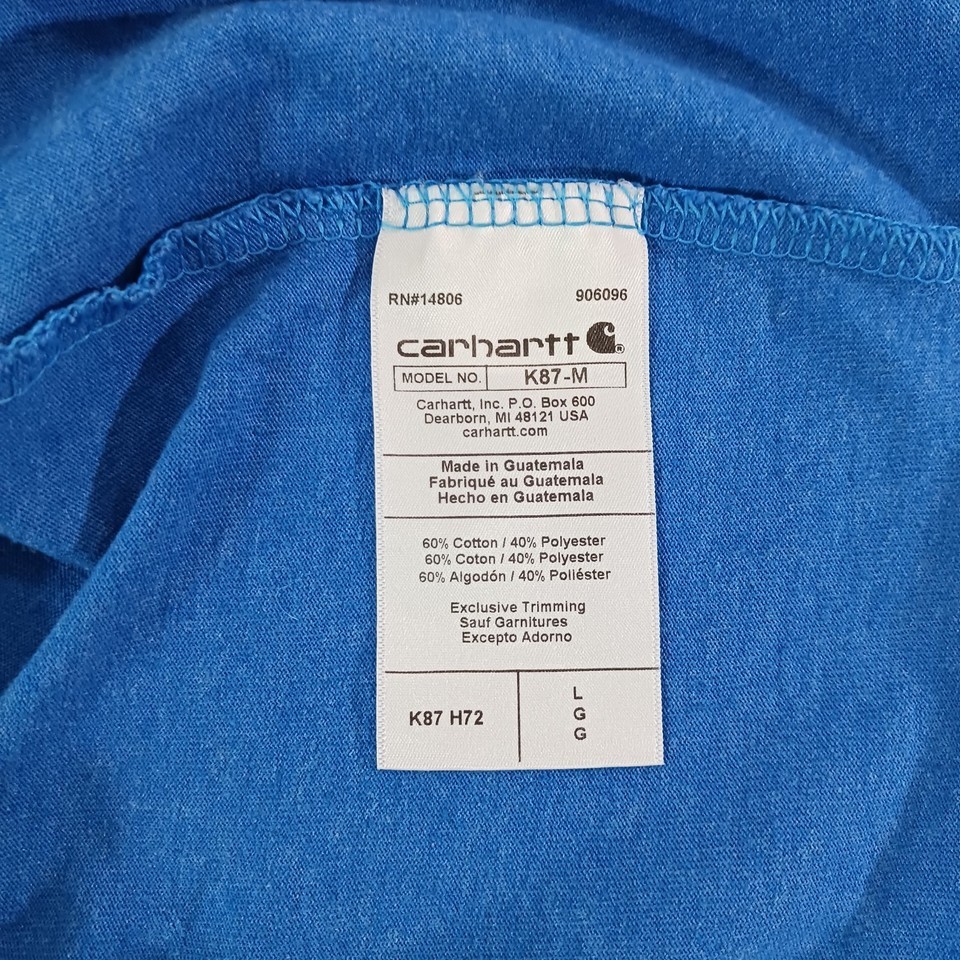 RN#14806 906096
carhartt ®
MODEL NO. K87-M
Carhartt, Inc. P.O. Box 600
Dearborn, MI 48121 USA
carhartt.com
Made in Guatemala
Fabriqué au Guatemala
Hecho en Guatemala
60% Cotton / 40% Polyester
60% Coton / 40% Polyester
60% Algodón / 40% Poliéster
Exclusive Trimming
Sauf Garnitures
Excepto Adorno
K87 H72
L
G
G